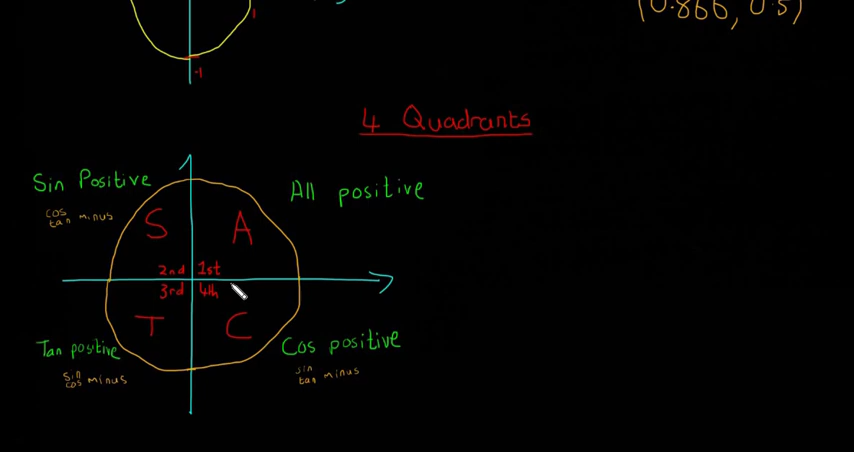 1
(0.866, 0.5)
-1
4 Quadrants
Sin Positive
All positive
cos
tan minus
S A
2nd 1st
3rd 4th
T C
Tan positive
Cos positive
sin
cos minus
sin
tan minus